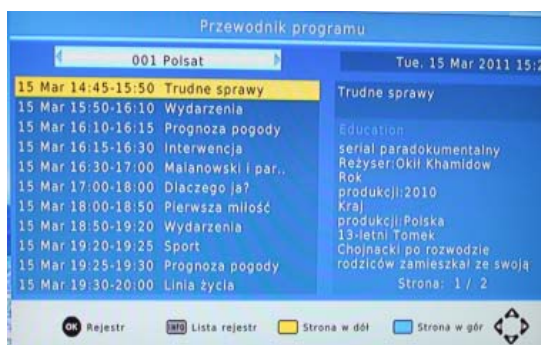 Przewodnik programu
001 Polsat
Tue, 15 Mar 2011 15:2
15 Mar 14:45-15:50 Trudne sprawy
15 Mar 15:50-16:10 Wydarzenia
15 Mar 16:10-16:15 Prognoza pogody
15 Mar 16:15-16:30 Interwencja
15 Mar 16:30-17:00 Malanowski i par..
15 Mar 17:00-18:00 Dlaczego ja?
15 Mar 18:00-18:50 Pierwsza miłość
15 Mar 18:50-19:20 Wydarzenia
15 Mar 19:20-19:25 Sport
15 Mar 19:25-19:30 Prognoza pogody
15 Mar 19:30-20:00 Linia życia
Trudne sprawy
Education
serial paradokumentalny
Reżyser:Okił Khamidow
Rok
produkcji:2010
Kraj
produkcji:Polska
13-letni Tomek
Chojnacki po rozwodzie
rodziców zamieszkał ze swoją
Strona: 1 / 2
OK Rejestr
INFO Lista rejestr
Strona w dół
Strona w gór